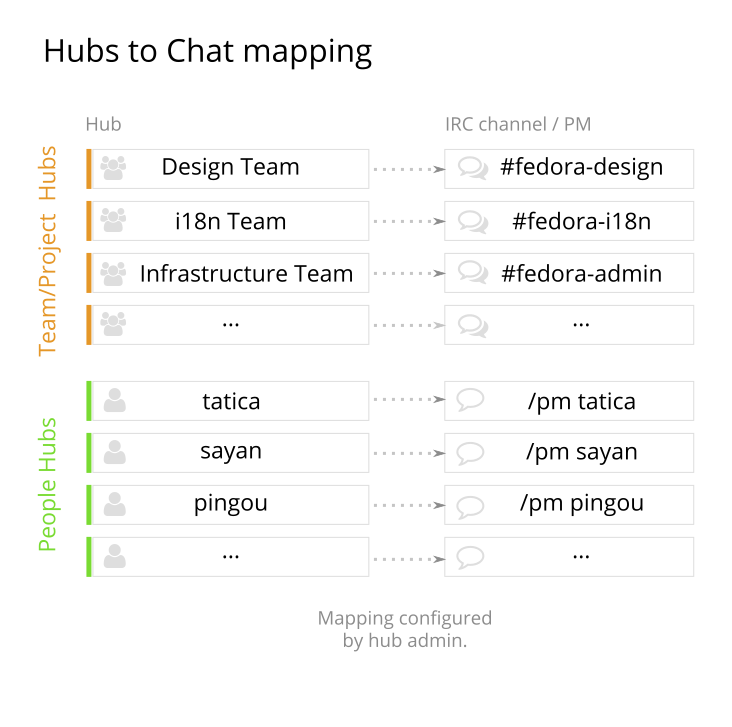 Hubs to Chat mapping
Hub
IRC channel / PM
Team/Project Hubs
Design Team
#fedora-design
i18n Team
#fedora-i18n
Infrastructure Team
#fedora-admin
...
...
People Hubs
tatica
/pm tatica
sayan
/pm sayan
pingou
/pm pingou
...
...
Mapping configured
by hub admin.